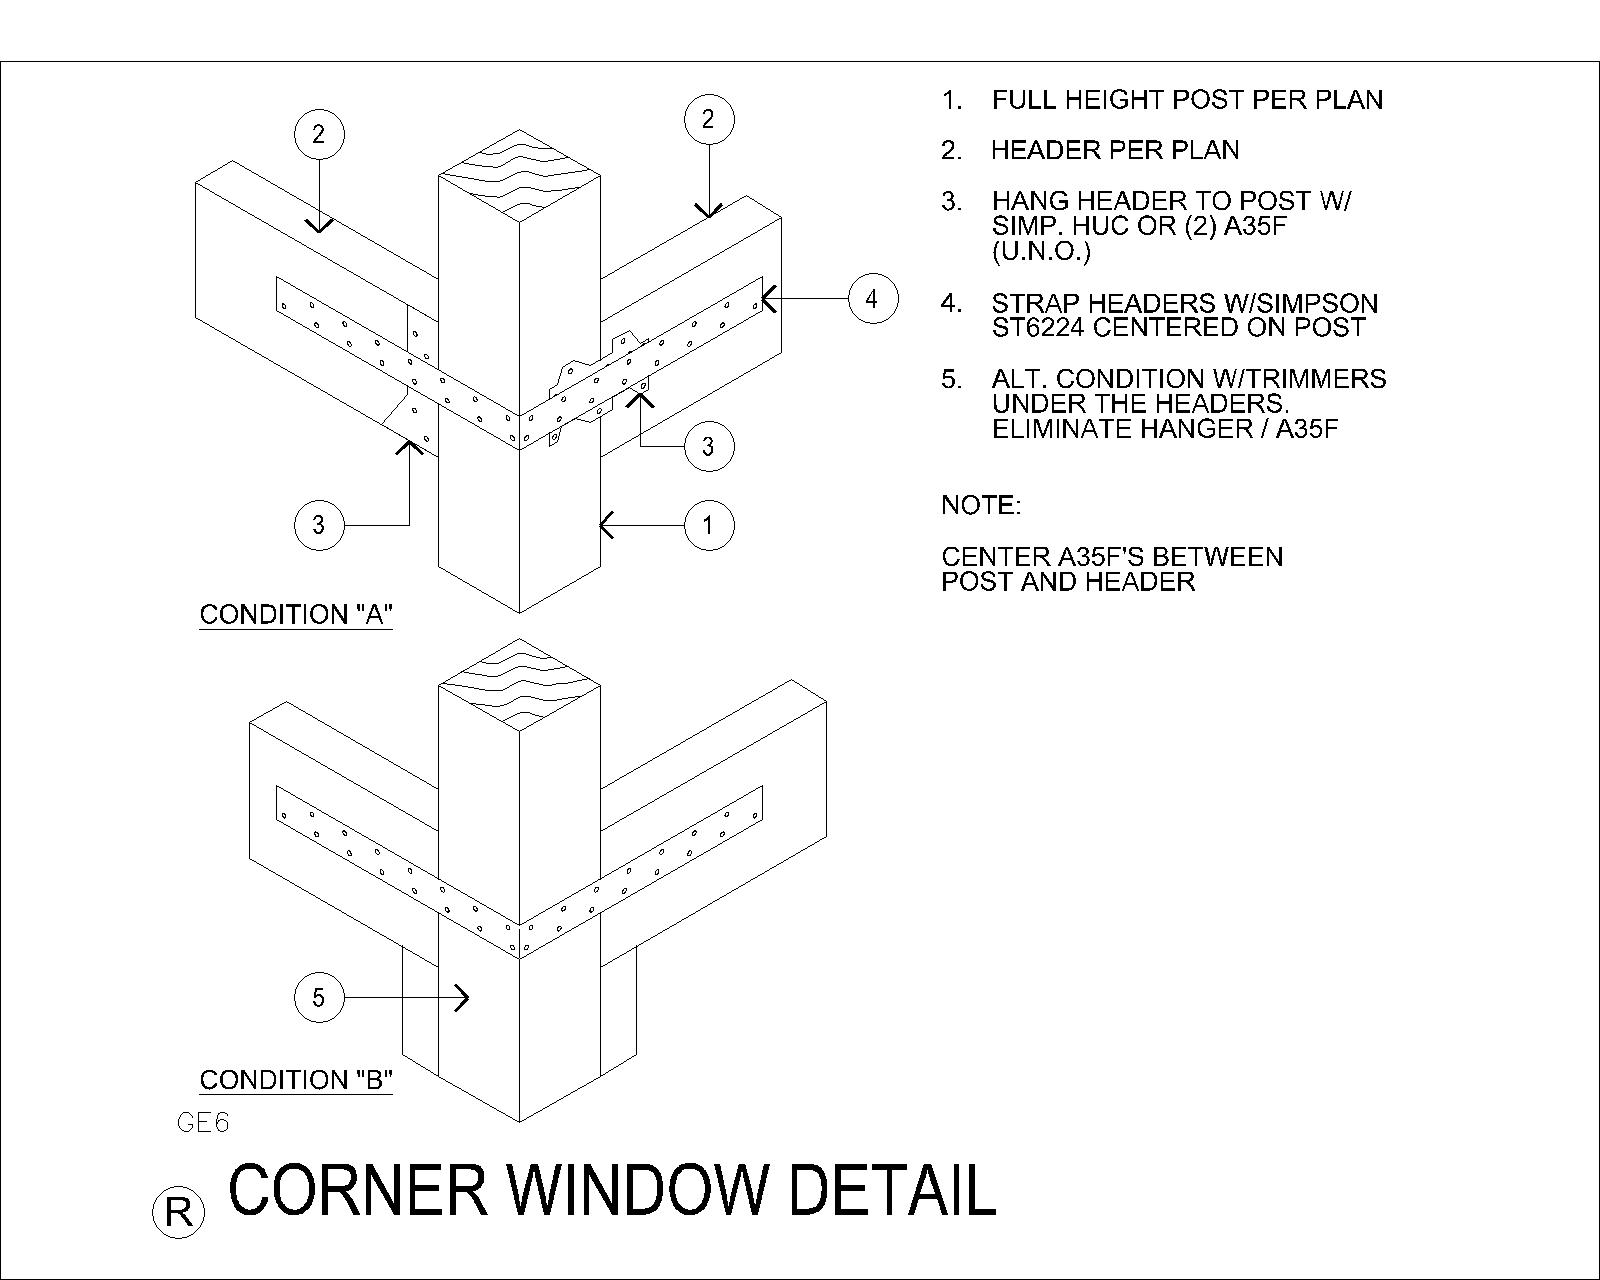 2
2
4
3
3
1
CONDITION "A"
5
CONDITION "B"
GE6
R CORNER WINDOW DETAIL
1. FULL HEIGHT POST PER PLAN
2. HEADER PER PLAN
3. HANG HEADER TO POST W/
SIMP. HUC OR (2) A35F
(U.N.O.)
4. STRAP HEADERS W/SIMPSON
ST6224 CENTERED ON POST
5. ALT. CONDITION W/TRIMMERS
UNDER THE HEADERS.
ELIMINATE HANGER / A35F
NOTE:
CENTER A35F'S BETWEEN
POST AND HEADER